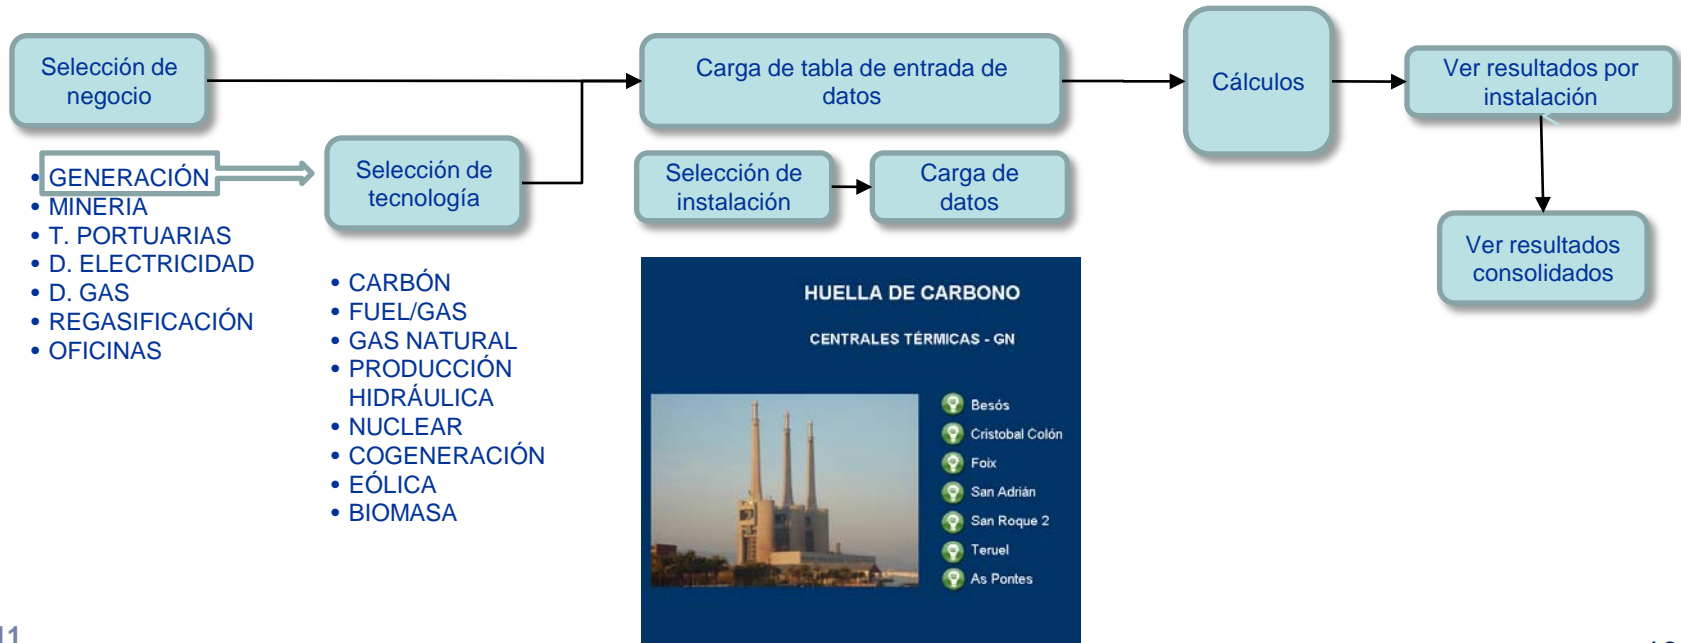 Selección de
negocio
Carga de tabla de entrada de
datos
Cálculos
Ver resultados por
instalación
• GENERACIÓN
• MINERIA
• T. PORTUARIAS
• D. ELECTRICIDAD
• D. GAS
• REGASIFICACIÓN
• OFICINAS
Selección de
tecnología
• CARBÓN
• FUEL/GAS
• GAS NATURAL
• PRODUCCIÓN
HIDRÁULICA
• NUCLEAR
• COGENERACIÓN
• EÓLICA
• BIOMASA
Selección de
instalación
Carga de
datos
Ver resultados
consolidados
HUELLA DE CARBONO
CENTRALES TÉRMICAS - GN
Besós
Cristobal Colón
Foix
San Adrián
San Roque 2
Teruel
As Pontes